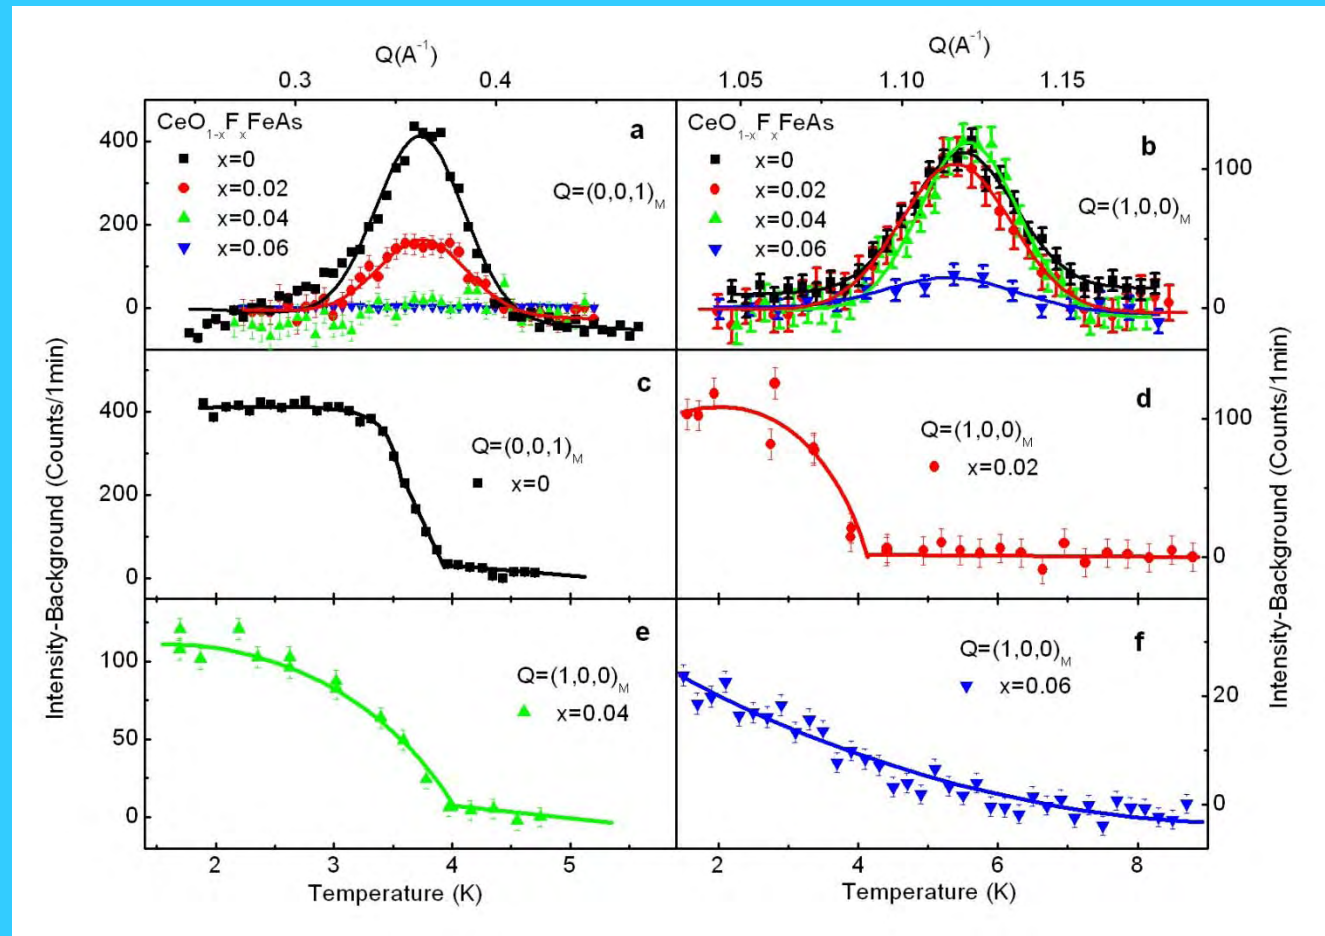 Q(A⁻¹)
Q(A⁻¹)
0.3 0.4
1.05 1.10 1.15
CeO₁₋ₓFₓFeAs
x=0
x=0.02
x=0.04
x=0.06
a
Q=(0,0,1)M
400
200
0
CeO₁₋ₓFₓFeAs
x=0
x=0.02
x=0.04
x=0.06
b
Q=(1,0,0)M
100
0
c
Q=(0,0,1)M
x=0
400
200
0
d
Q=(1,0,0)M
x=0.02
100
0
e
Q=(1,0,0)M
x=0.04
100
50
0
f
Q=(1,0,0)M
x=0.06
20
0
Intensity-Background (Counts/1min)
Intensity-Background (Counts/1min)
2 3 4 5
2 4 6 8
Temperature (K)
Temperature (K)